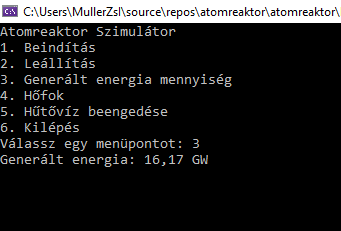 C:\Users\MullerZsl\source\repos\atomreaktor\atomreaktor\
Atomreaktor Szimulátor
1. Beindítás
2. Leállítás
3. Generált energia mennyiség
4. Hőfok
5. Hűtővíz beengedése
6. Kilépés
Válassz egy menüpontot: 3
Generált energia: 16,17 GW